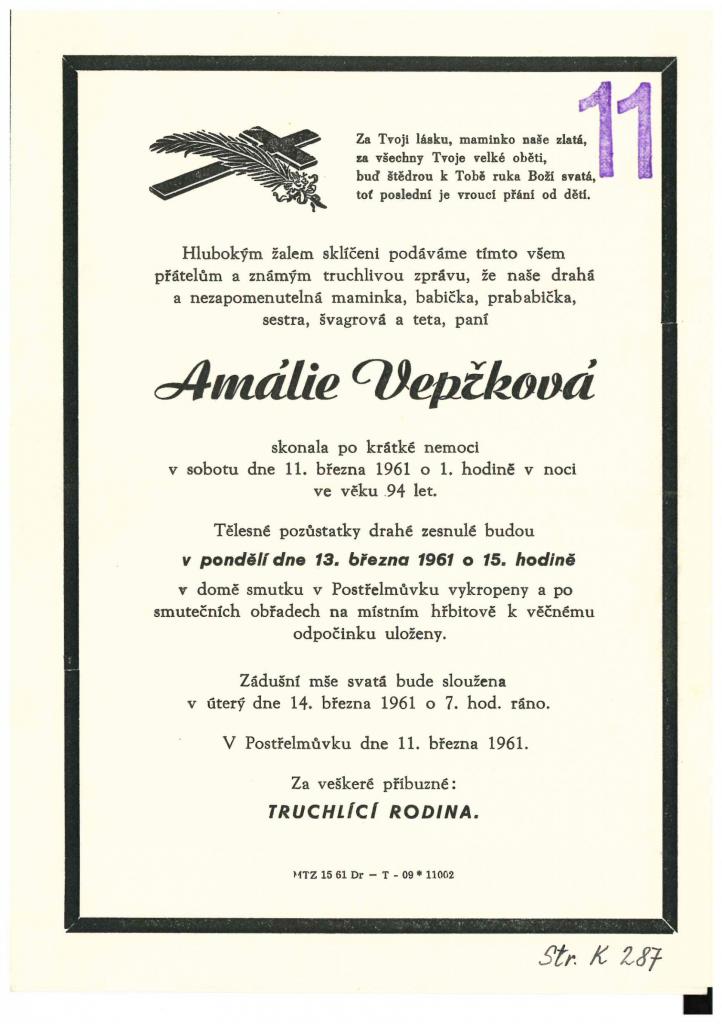 11
Za Tvoji lásku, maminko naše zlatá,
za všechny Tvoje velké oběti,
buď štědrou k Tobě ruka Boží svatá,
toť poslední je vroucí přání od dětí.
Hlubokým žalem sklíčeni podáváme tímto všem
přátelům a známým truchlivou zprávu, že naše drahá
a nezapomenutelná maminka, babička, prababička,
sestra, švagrová a teta, paní
Amálie Vepřková
skonala po krátké nemoci
v sobotu dne 11. března 1961 o 1. hodině v noci
ve věku 94 let.
Tělesné pozůstatky drahé zesnulé budou
v pondělí dne 13. března 1961 o 15. hodině
v domě smutku v Postřelmůvku vykropeny a po
smutečních obřadech na místním hřbitově k věčnému
odpočinku uloženy.
Zádušní mše svatá bude sloužena
v úterý dne 14. března 1961 o 7. hod. ráno.
V Postřelmůvku dne 11. března 1961.
Za veškeré příbuzné:
TRUCHLÍCÍ RODINA.
MTZ 15 61 Dr — T - 09 * 11002
Str. K 287